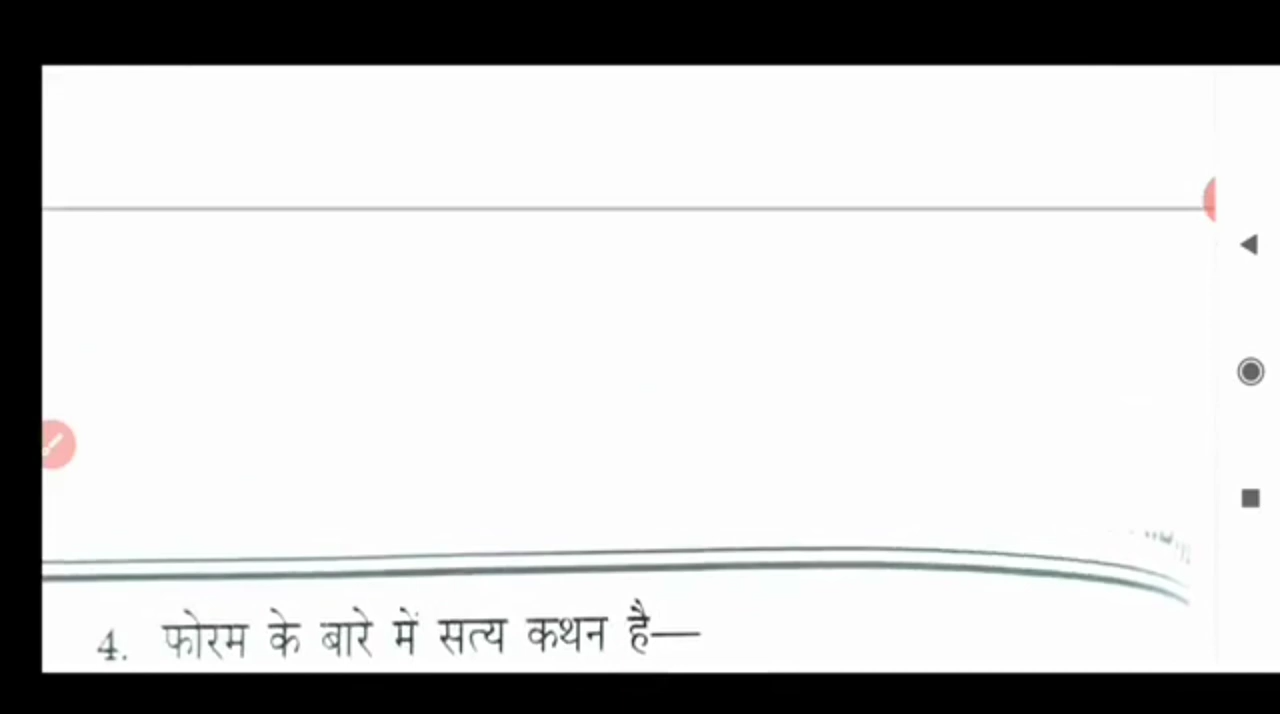 4. फोरम के बारे में सत्य कथन है—